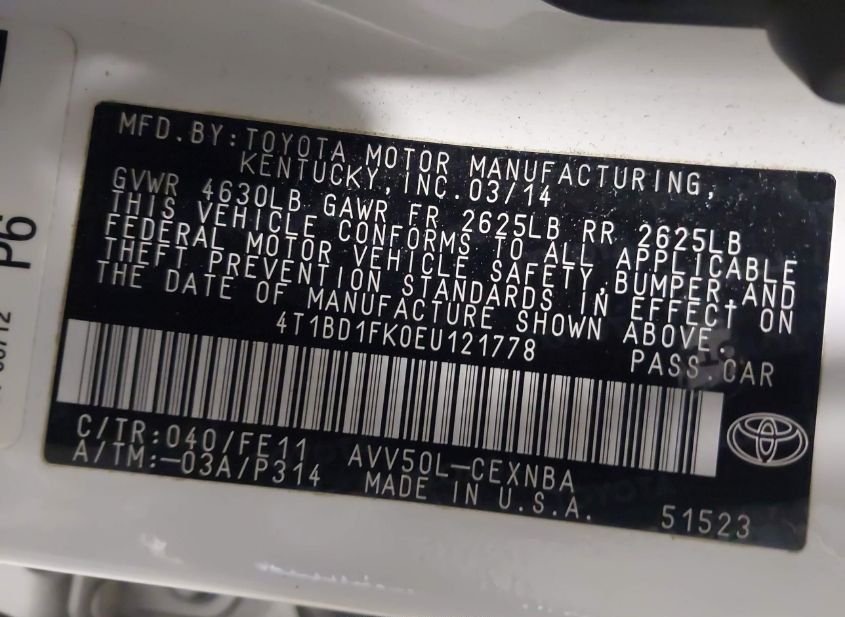 MFD.BY:TOYOTA MOTOR MANUFACTURING,
KENTUCKY,INC.03/14
GVWR 4630LB GAWR FR 2625LB RR 2625LB
THIS VEHICLE CONFORMS TO ALL APPLICABLE
FEDERAL MOTOR VEHICLE SAFETY,BUMPER,AND
THEFT PREVENTION STANDARDS IN EFFECT ON
THE DATE OF MANUFACTURE SHOWN ABOVE.
4T1BD1FK0EU121778
PASS.CAR
C/TR:040/FE11
AVV50L-CEXNBA
A/TM:-03A/P314
MADE IN U.S.A.
51523
P6